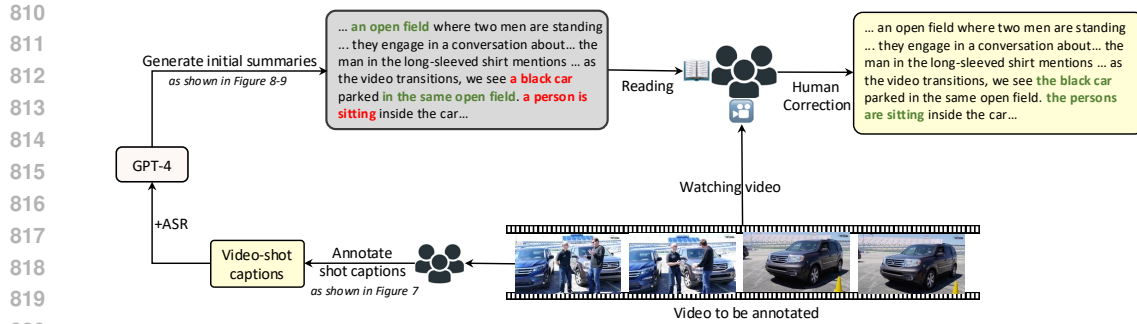 810
811
812
813
814
815
816
817
818
819
Generate initial summaries
as shown in Figure 8-9
... an open field where two men are standing
... they engage in a conversation about... the
man in the long-sleeved shirt mentions ... as
the video transitions, we see a black car
parked in the same open field. a person is
sitting inside the car...
Reading
Human
Correction
... an open field where two men are standing
... they engage in a conversation about... the
man in the long-sleeved shirt mentions ... as
the video transitions, we see the black car
parked in the same open field. the persons
are sitting inside the car...
GPT-4
+ASR
Video-shot
captions
Annotate
shot captions
as shown in Figure 7
Watching video
Video to be annotated